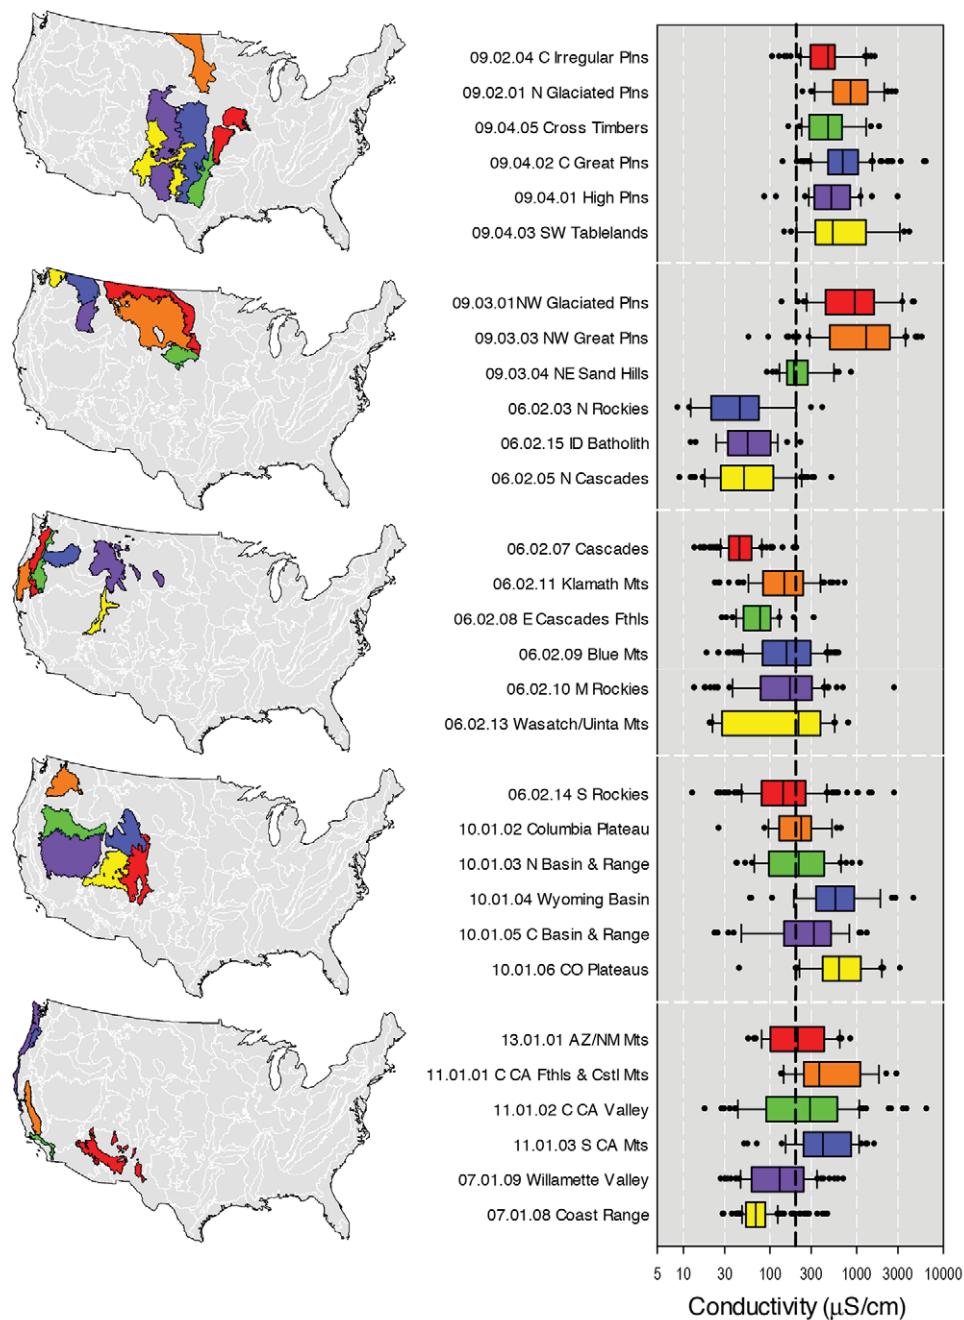 09.02.04 C Irregular Plns
09.02.01 N Glaciated Plns
09.04.05 Cross Timbers
09.04.02 C Great Plns
09.04.01 High Plns
09.04.03 SW Tablelands
09.03.01NW Glaciated Plns
09.03.03 NW Great Plns
09.03.04 NE Sand Hills
06.02.03 N Rockies
06.02.15 ID Batholith
06.02.05 N Cascades
06.02.07 Cascades
06.02.11 Klamath Mts
06.02.08 E Cascades Fthls
06.02.09 Blue Mts
06.02.10 M Rockies
06.02.13 Wasatch/Uinta Mts
06.02.14 S Rockies
10.01.02 Columbia Plateau
10.01.03 N Basin & Range
10.01.04 Wyoming Basin
10.01.05 C Basin & Range
10.01.06 CO Plateaus
13.01.01 AZ/NM Mts
11.01.01 C CA Fthls & Cstl Mts
11.01.02 C CA Valley
11.01.03 S CA Mts
07.01.09 Willamette Valley
07.01.08 Coast Range
5 10 30 100 300 1000 3000 10000
Conductivity (µS/cm)